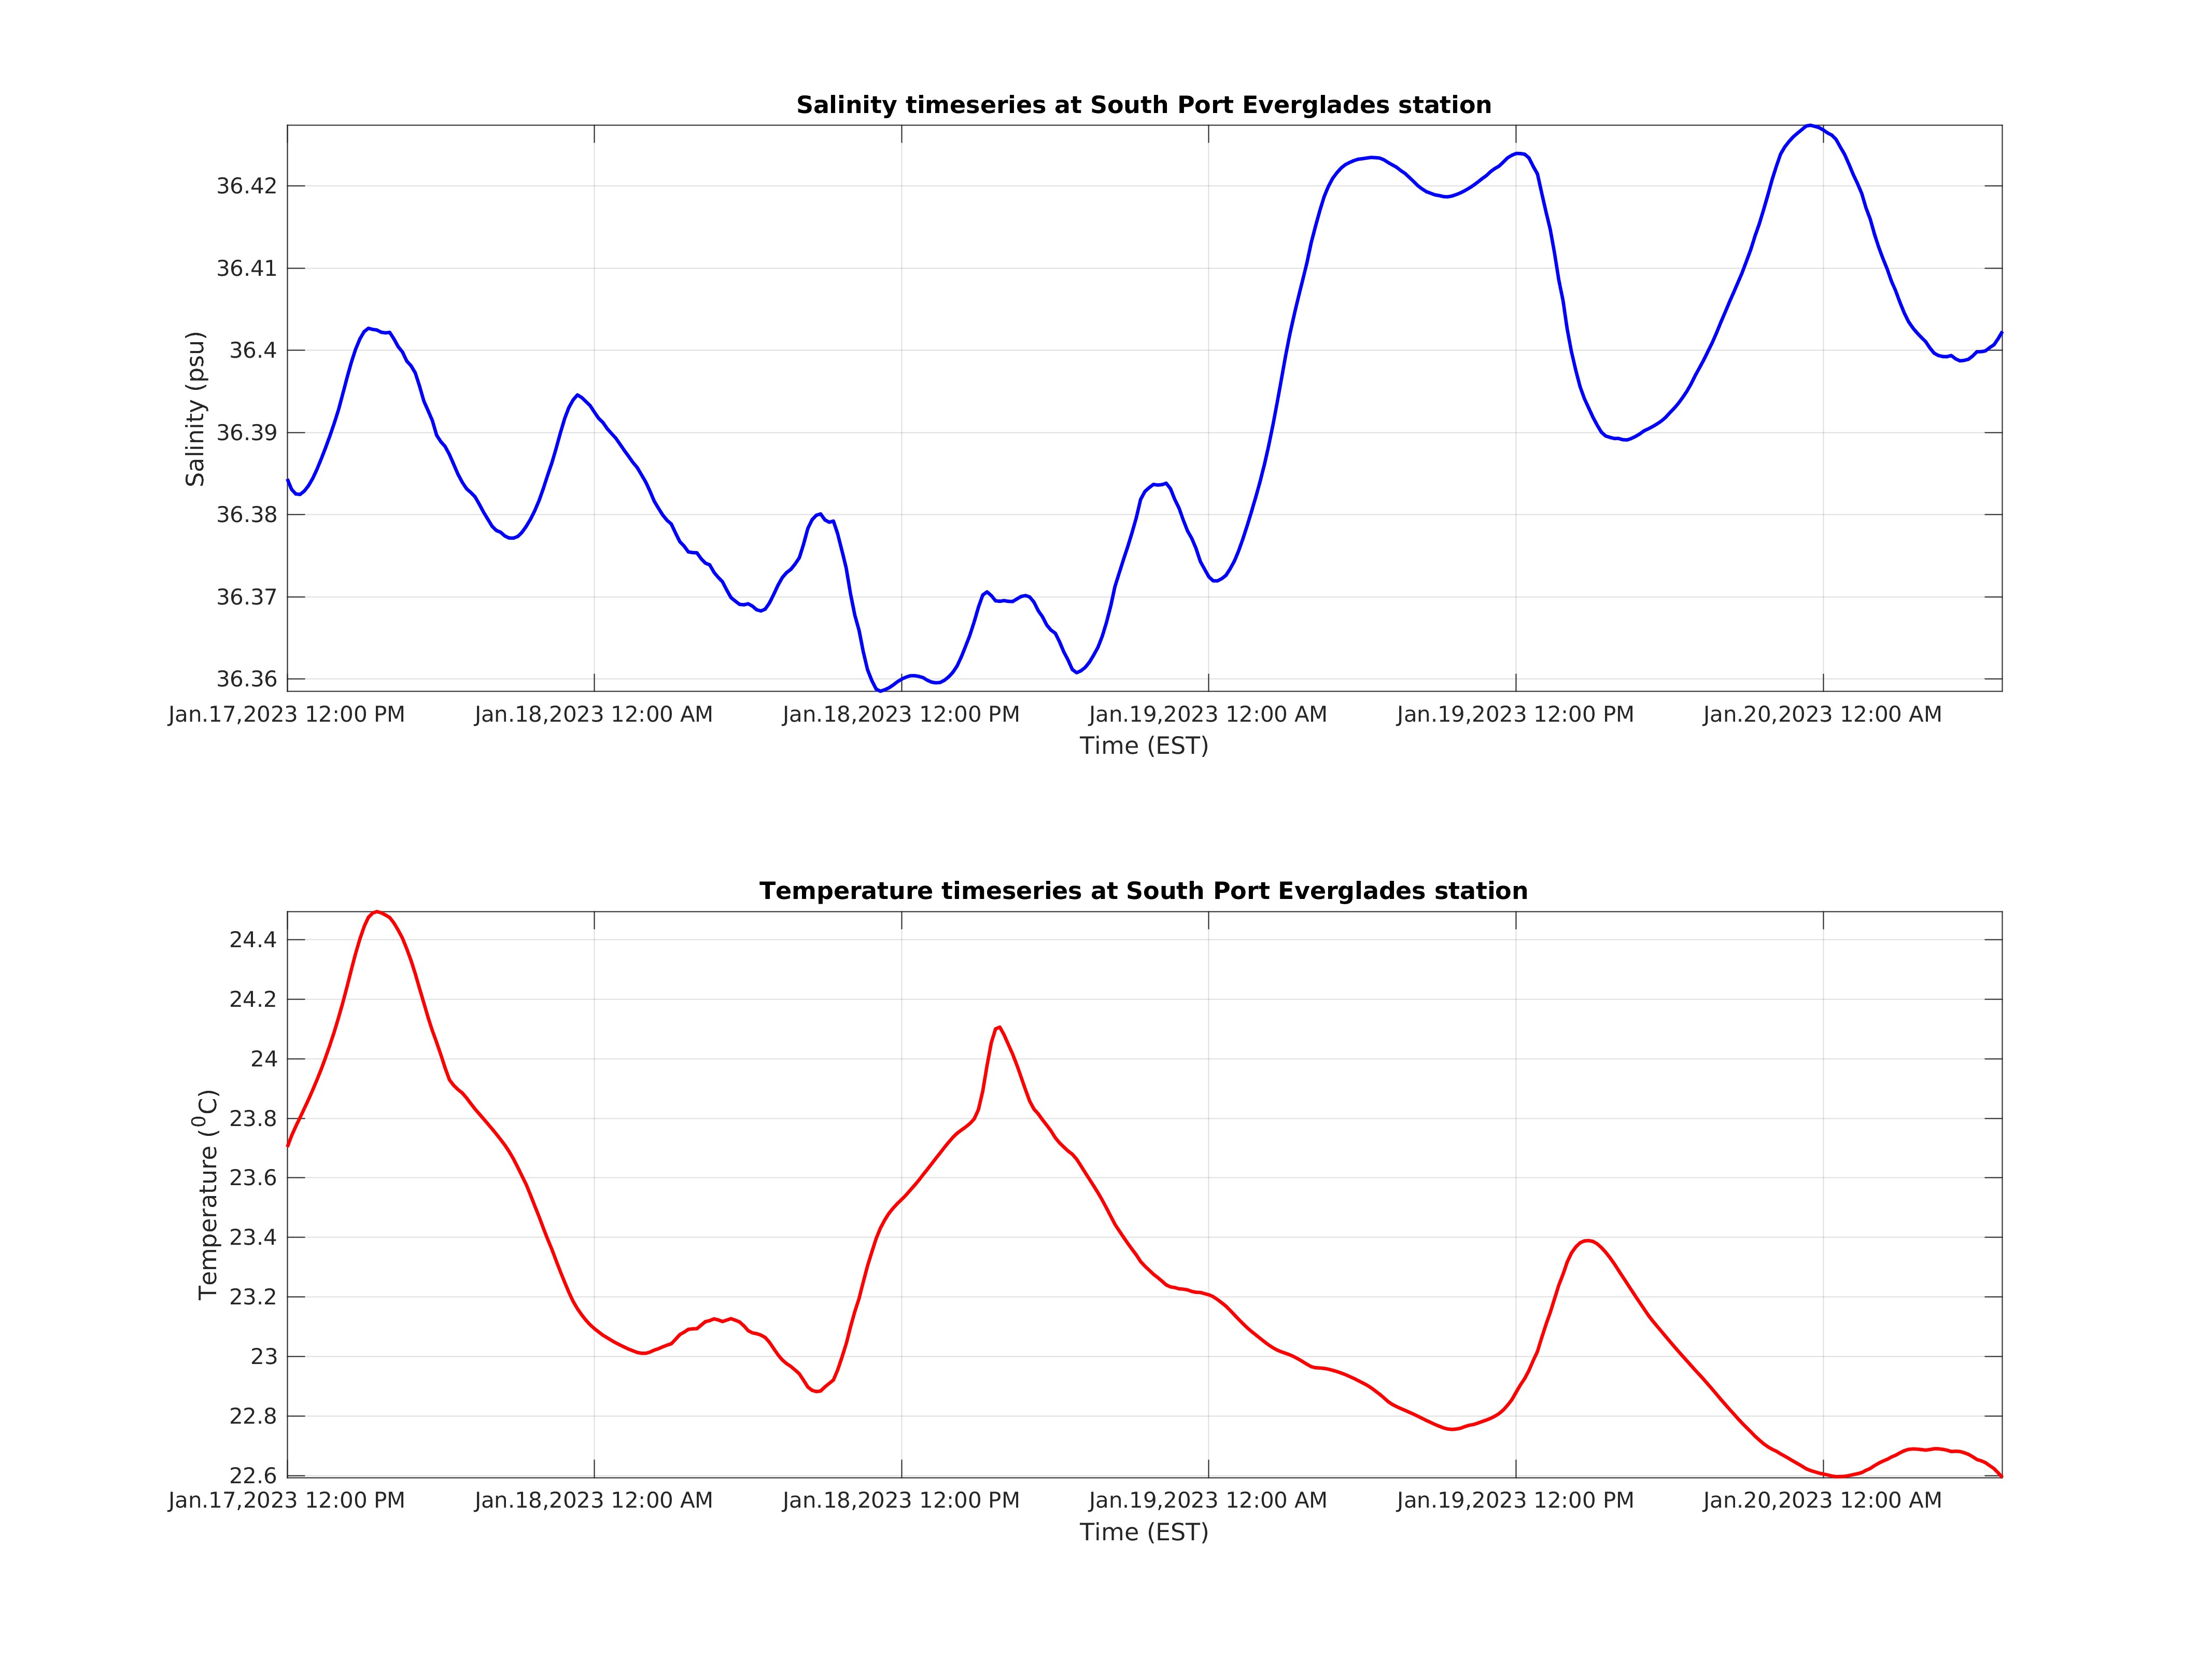 Salinity timeseries at South Port Everglades station
Salinity (psu)
36.42
36.41
36.4
36.39
36.38
36.37
36.36
Jan.17,2023 12:00 PM Jan.18,2023 12:00 AM Jan.18,2023 12:00 PM Jan.19,2023 12:00 AM Jan.19,2023 12:00 PM Jan.20,2023 12:00 AM
Time (EST)
Temperature timeseries at South Port Everglades station
Temperature (⁰C)
24.4
24.2
24
23.8
23.6
23.4
23.2
23
22.8
22.6
Jan.17,2023 12:00 PM Jan.18,2023 12:00 AM Jan.18,2023 12:00 PM Jan.19,2023 12:00 AM Jan.19,2023 12:00 PM Jan.20,2023 12:00 AM
Time (EST)